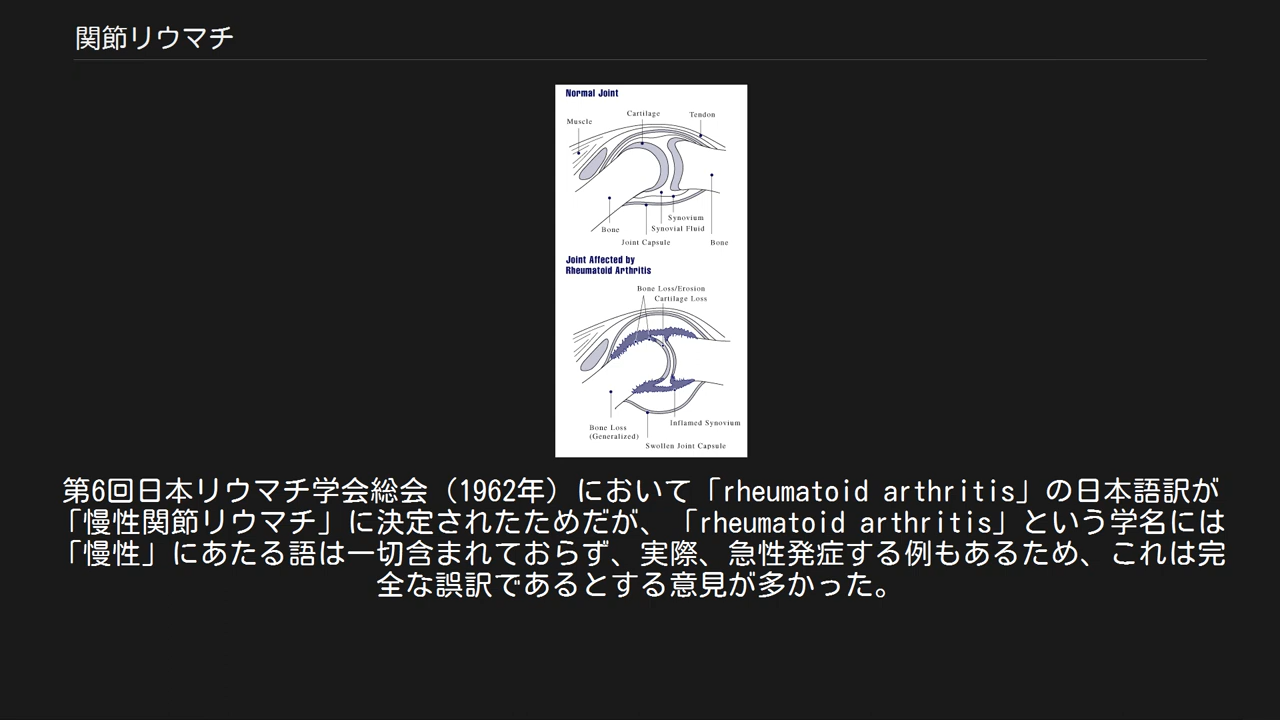 関節リウマチ
Normal Joint
Cartilage
Tendon
Muscle
Synovium
Bone
Synovial Fluid
Joint Capsule
Bone
Joint Affected by
Rheumatoid Arthritis
Bone Loss/Erosion
Cartilage Loss
Inflamed Synovium
Bone Loss
(Generalized)
Swollen Joint Capsule
第6回日本リウマチ学会総会（1962年）において「rheumatoid arthritis」の日本語訳が
「慢性関節リウマチ」に決定されたためだが、「rheumatoid arthritis」という学名には
「慢性」にあたる語は一切含まれておらず、実際、急性発症する例もあるため、これは完
全な誤訳であるとする意見が多かった。